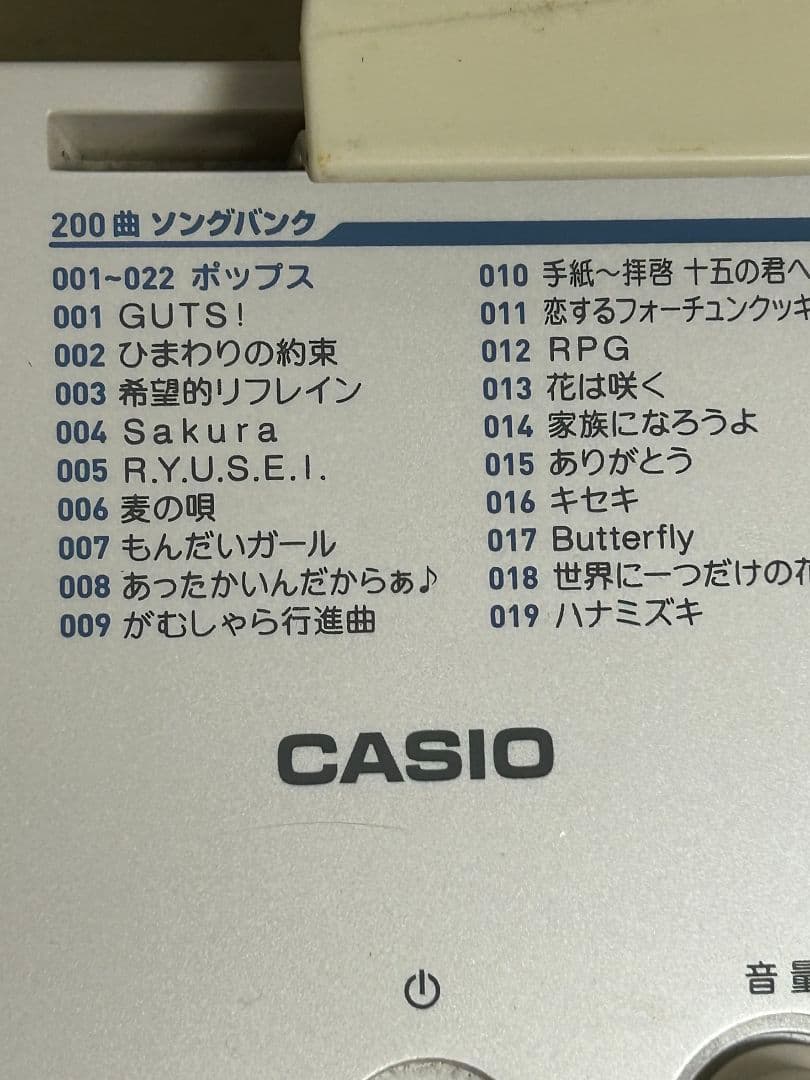 200曲 ソングバンク
001~022 ポップス
001 GUTS!
002 ひまわりの約束
003 希望的リフレイン
004 Sakura
005 R.Y.U.S.E.I.
006 麦の唄
007 もんだいガール
008 あったかいんだからぁ♪
009 がむしゃら行進曲
010 手紙～拝啓 十五の君へ
011 恋するフォーチュンクッキ
012 RPG
013 花は咲く
014 家族になろうよ
015 ありがとう
016 キセキ
017 Butterfly
018 世界に一つだけの花
019 ハナミズキ
CASIO
音量